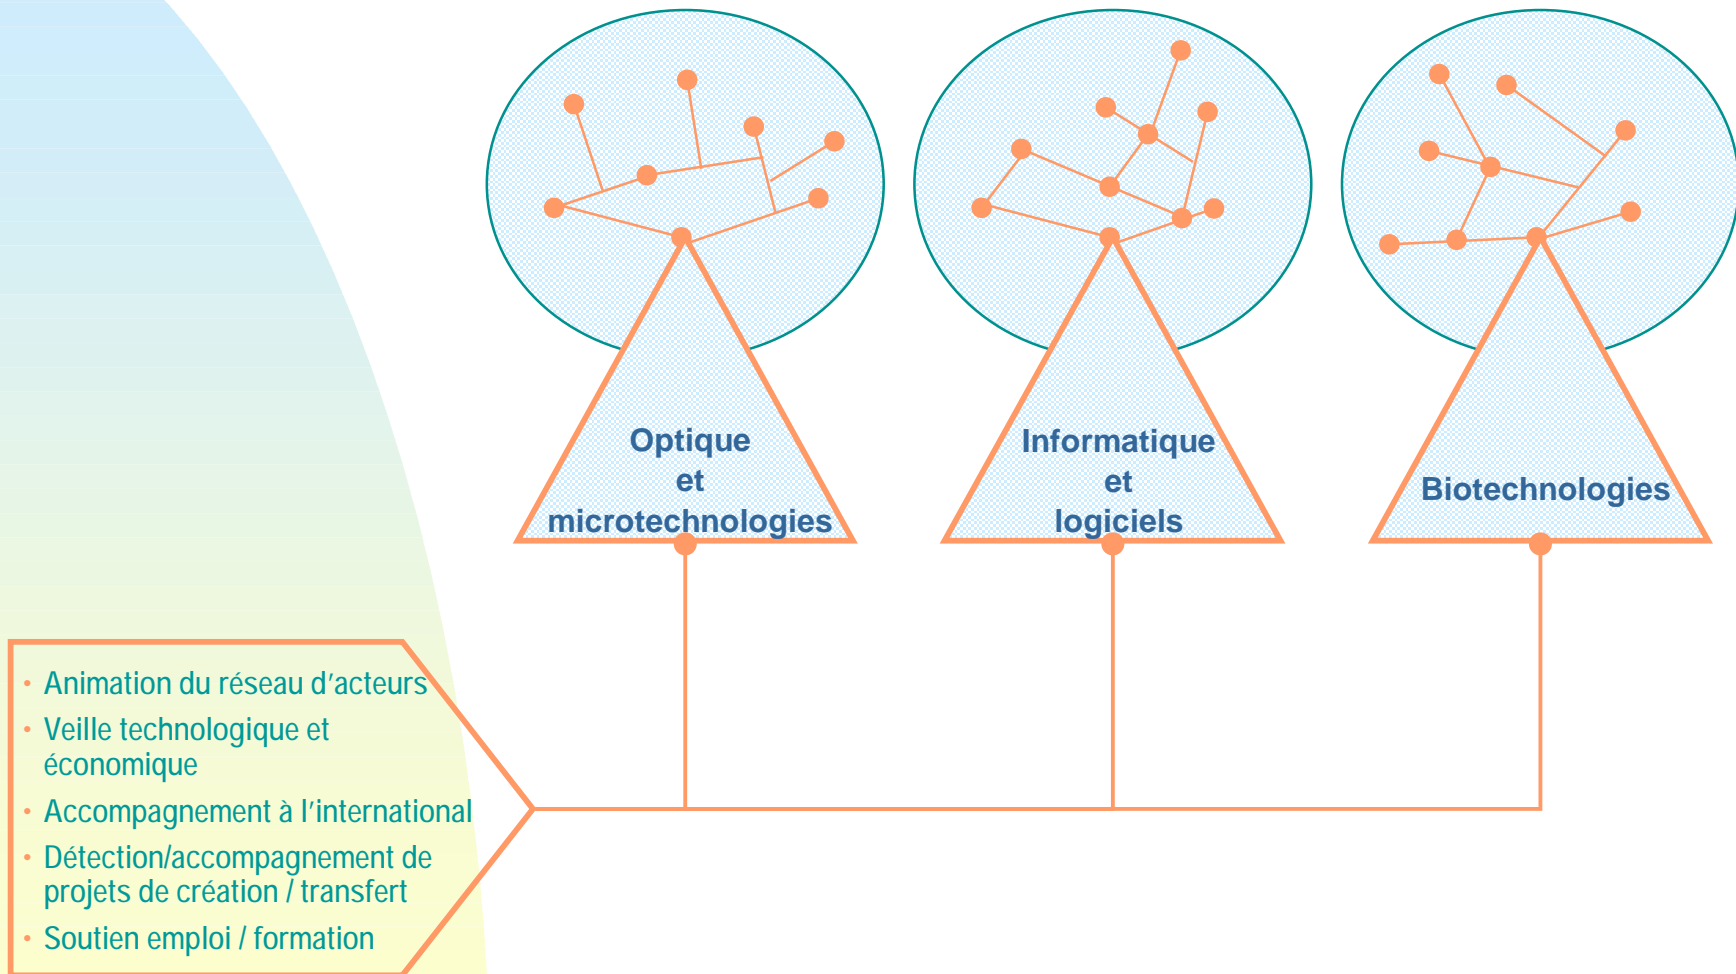 Optique
et
microtechnologies
Informatique
et
logiciels
Biotechnologies
• Animation du réseau d’acteurs
• Veille technologique et
économique
• Accompagnement à l’international
• Détection/accompagnement de
projets de création / transfert
• Soutien emploi / formation